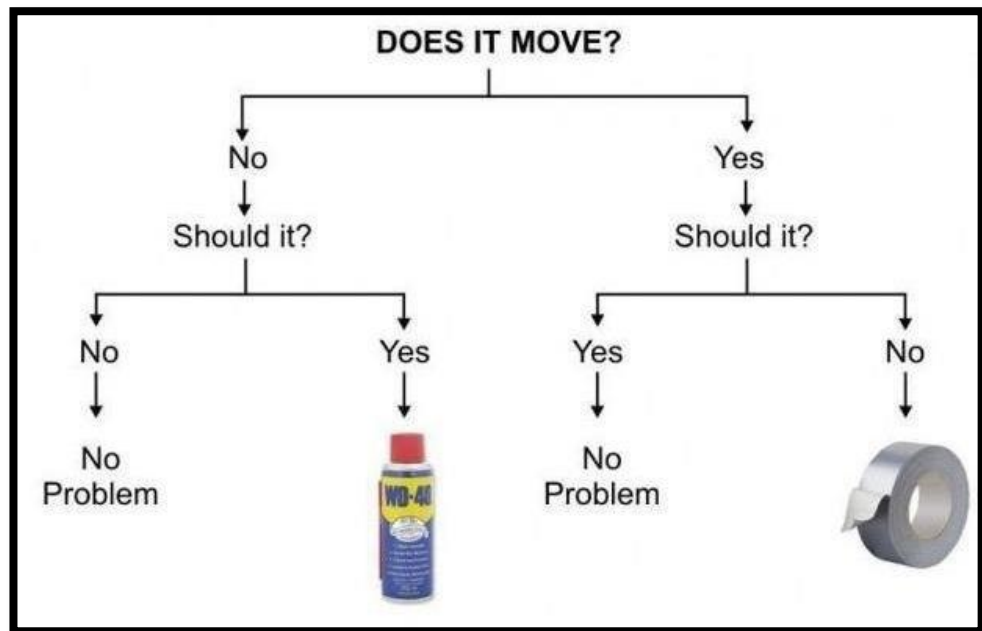 DOES IT MOVE?
No
Yes
Should it?
Should it?
No
Yes
Yes
No
No
Problem
No
Problem
WD-40